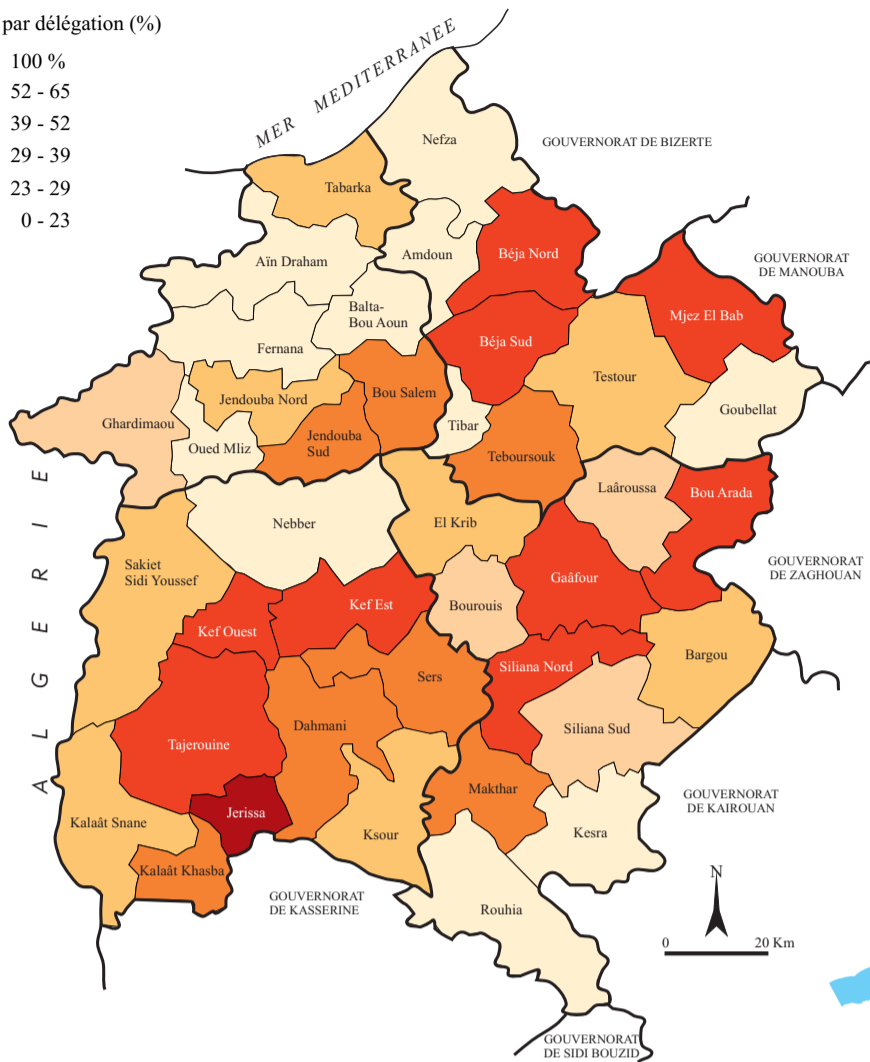 par délégation (%)
100 %
52 - 65
39 - 52
29 - 39
23 - 29
0 - 23
MER MEDITERRANEE
Nefza
GOUVERNORAT DE BIZERTE
Tabarka
Amdoun
Béja Nord
Aïn Draham
GOUVERNORAT
DE MANOUBA
Balta-
Bou Aoun
Mjez El Bab
Fernana
Béja Sud
Testour
Bou Salem
Jendouba Nord
Goubellat
Ghardimaou
Tibar
Oued Mliz
Jendouba
Sud
Teboursouk
Laâroussa
Bou Arada
ALGERIE
Nebber
El Krib
Sakiet
Sidi Youssef
GOUVERNORAT
DE ZAGHOUAN
Gaâfour
Kef Est
Bourouis
Kef Ouest
Bargou
Siliana Nord
Sers
Dahmani
Siliana Sud
Tajerouine
Makthar
GOUVERNORAT
DE KAIROUAN
Jerissa
Kalaât Snane
Ksour
Kesra
Kalaât Khasba
N
GOUVERNORAT
DE KASSERINE
Rouhia
0 20 Km
GOUVERNORAT
DE SIDI BOUZID